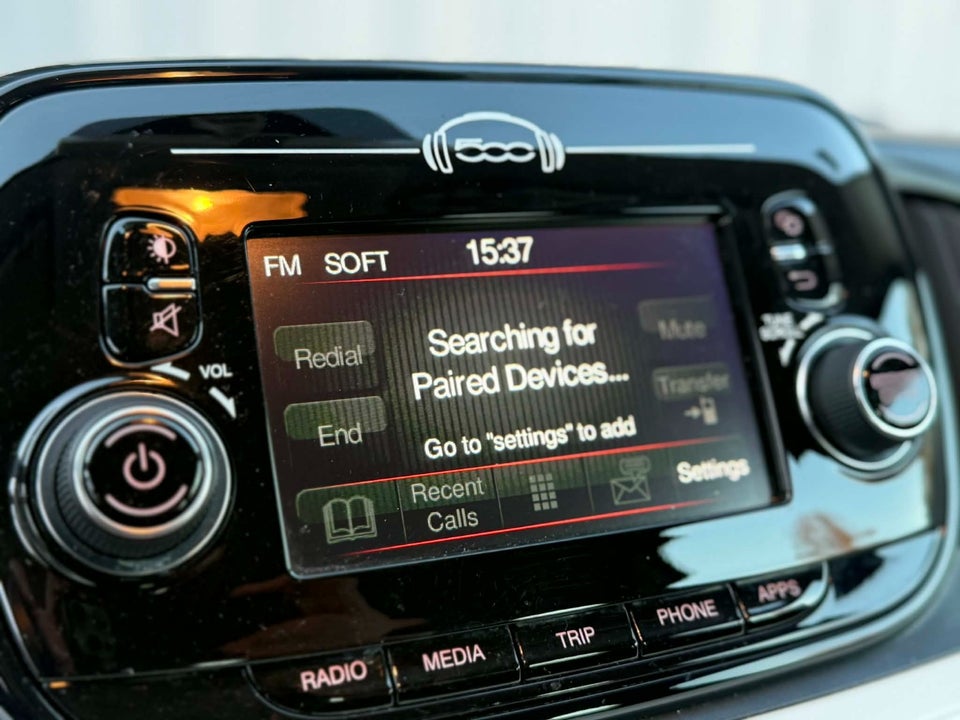 500
FM SOFT 15:37
Redial
Searching for
Paired Devices...
Mute
Transfer
End
Go to "settings" to add
Recent
Calls
Settings
VOL
RADIO MEDIA TRIP PHONE APPS